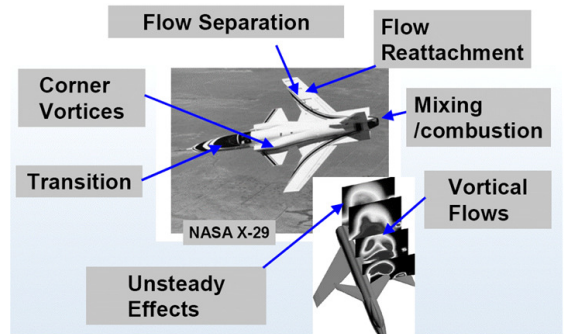 Flow Separation
Flow
Reattachment
Corner
Vortices
Mixing
/combustion
Transition
Vortical
Flows
NASA X-29
Unsteady
Effects